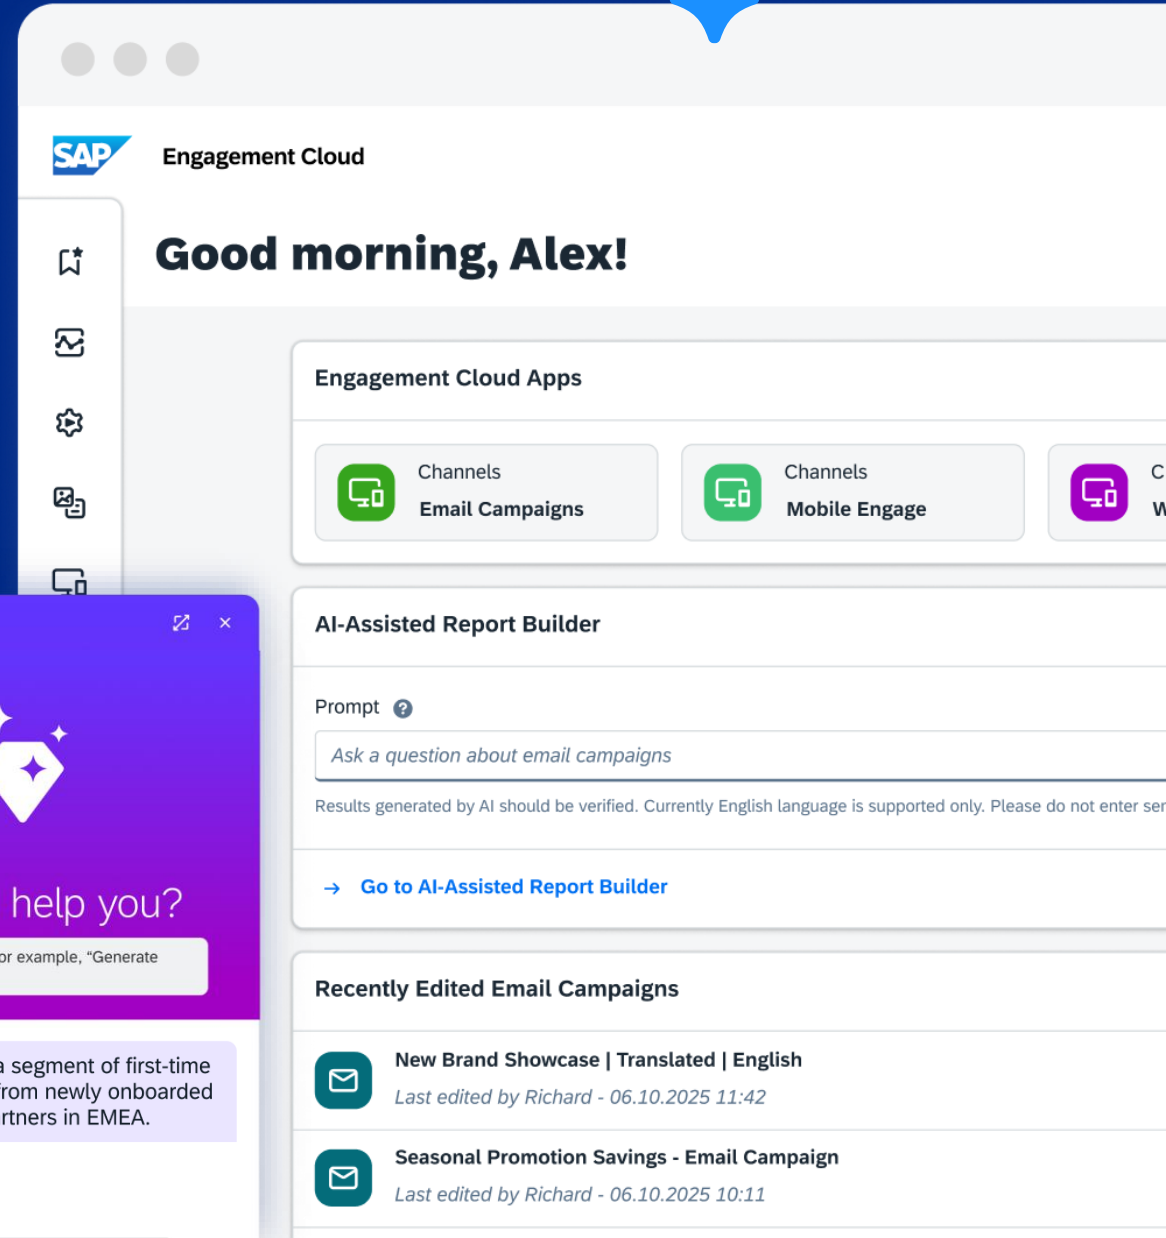 SAP
Engagement Cloud
Good morning, Alex!
Engagement Cloud Apps
Channels
Email Campaigns
Channels
Mobile Engage
AI-Assisted Report Builder
Prompt
?
Ask a question about email campaigns
Results generated by AI should be verified. Currently English language is supported only. Please do not enter
Go to AI-Assisted Report Builder
Recently Edited Email Campaigns
New Brand Showcase | Translated | English
Last edited by Richard - 06.10.2025 11:42
Seasonal Promotion Savings - Email Campaign
Last edited by Richard - 06.10.2025 10:11
help you?
example, “Generate
a segment of first-time
from newly onboarded
in EMEA.